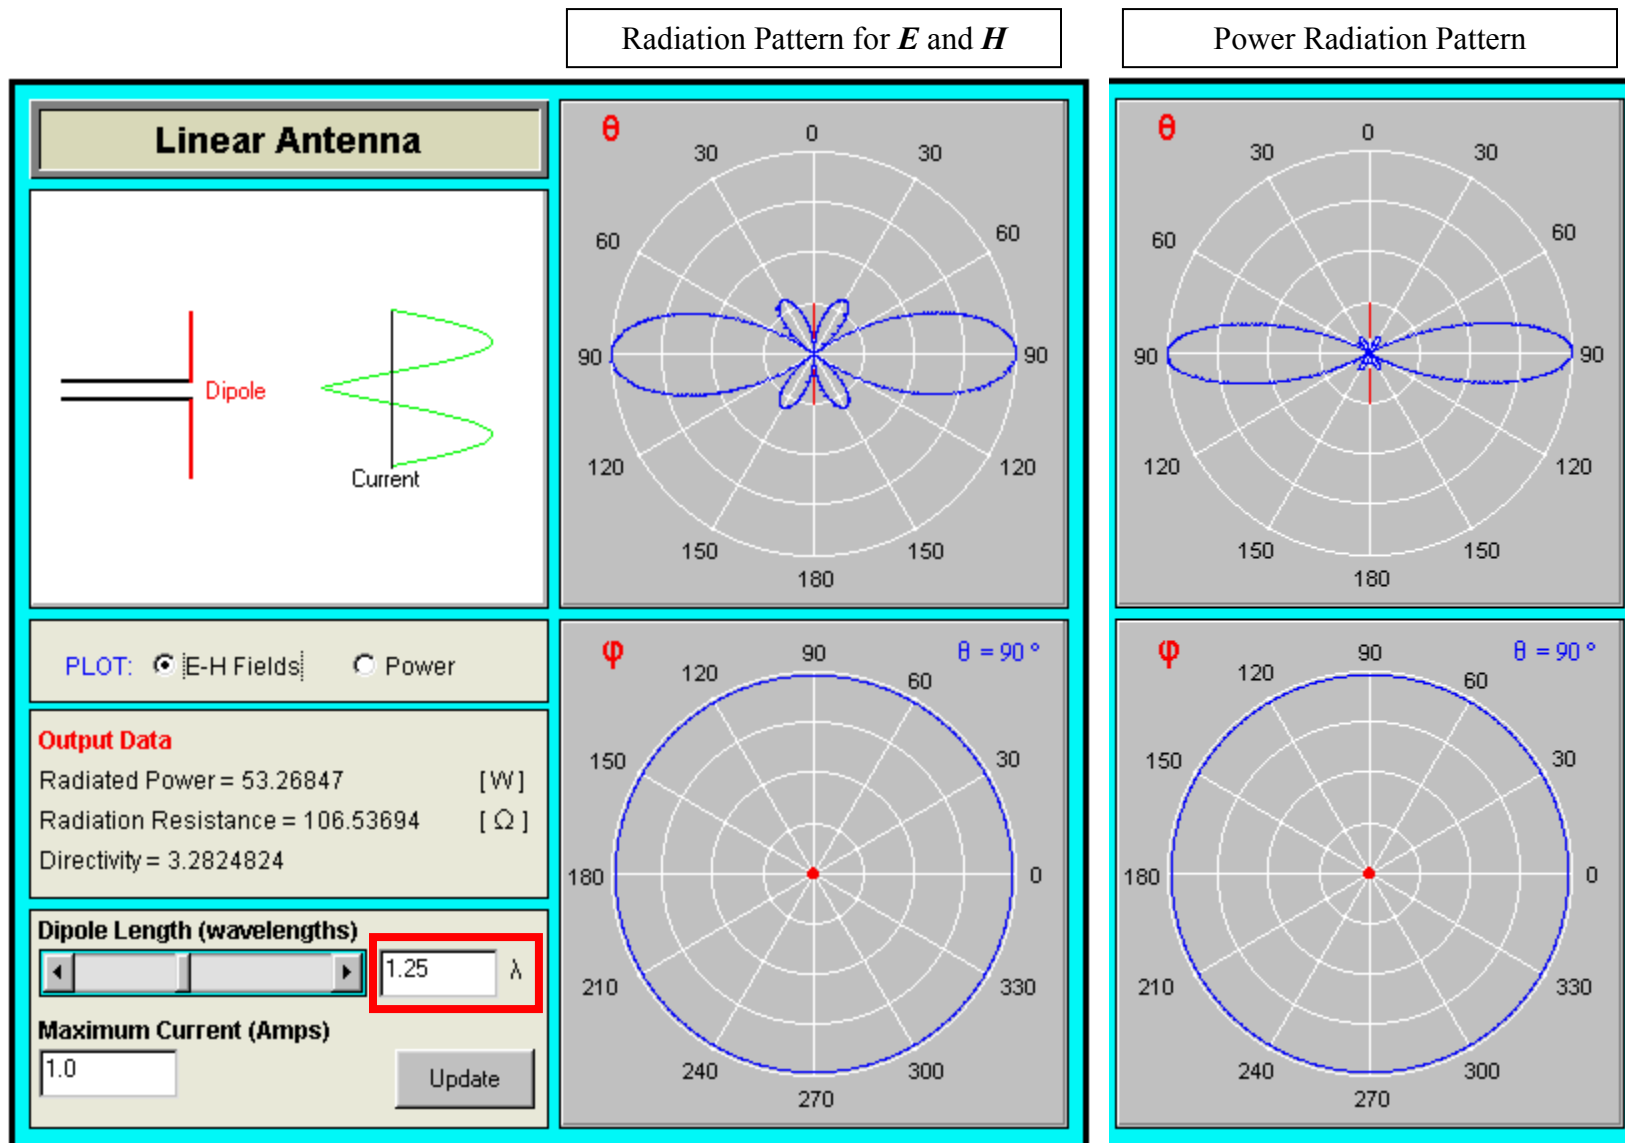 Radiation Pattern for E and H
Power Radiation Pattern
Linear Antenna
Dipole
Current
PLOT: E-H Fields Power
Output Data
Radiated Power = 53.26847 [ W ]
Radiation Resistance = 106.53694 [ Ω ]
Directivity = 3.2824824
Dipole Length (wavelengths)
1.25 λ
Maximum Current (Amps)
1.0
Update
θ
0
30 30
60 60
90 90
120 120
150 150
180
θ
0
30 30
60 60
90 90
120 120
150 150
180
φ θ = 90 °
90
120 60
150 30
180 0
210 330
240 300
270
φ θ = 90 °
90
120 60
150 30
180 0
210 330
240 300
270